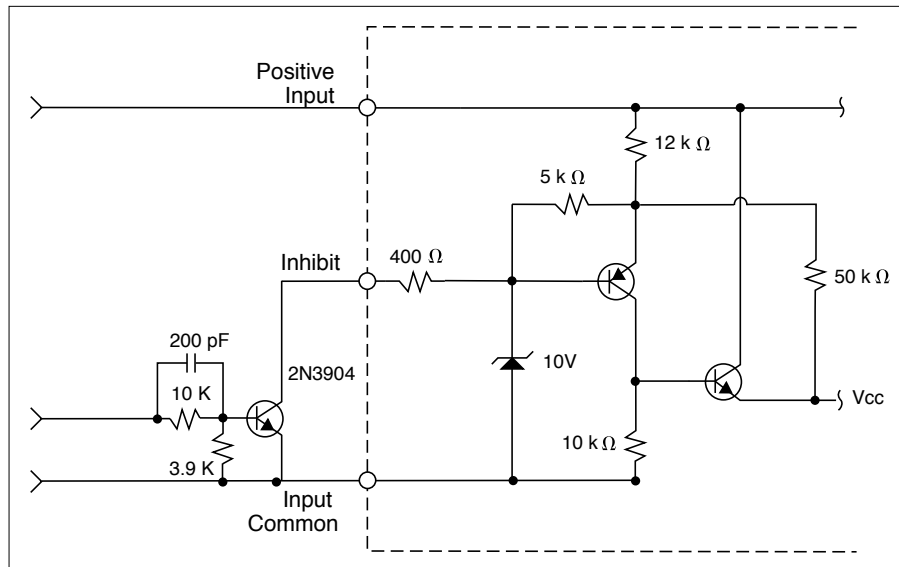 Positive
Input
12 k Ω
5 k Ω
Inhibit
400 Ω
50 k Ω
200 pF
2N3904
10V
10 K
Vcc
3.9 K
10 k Ω
Input
Common